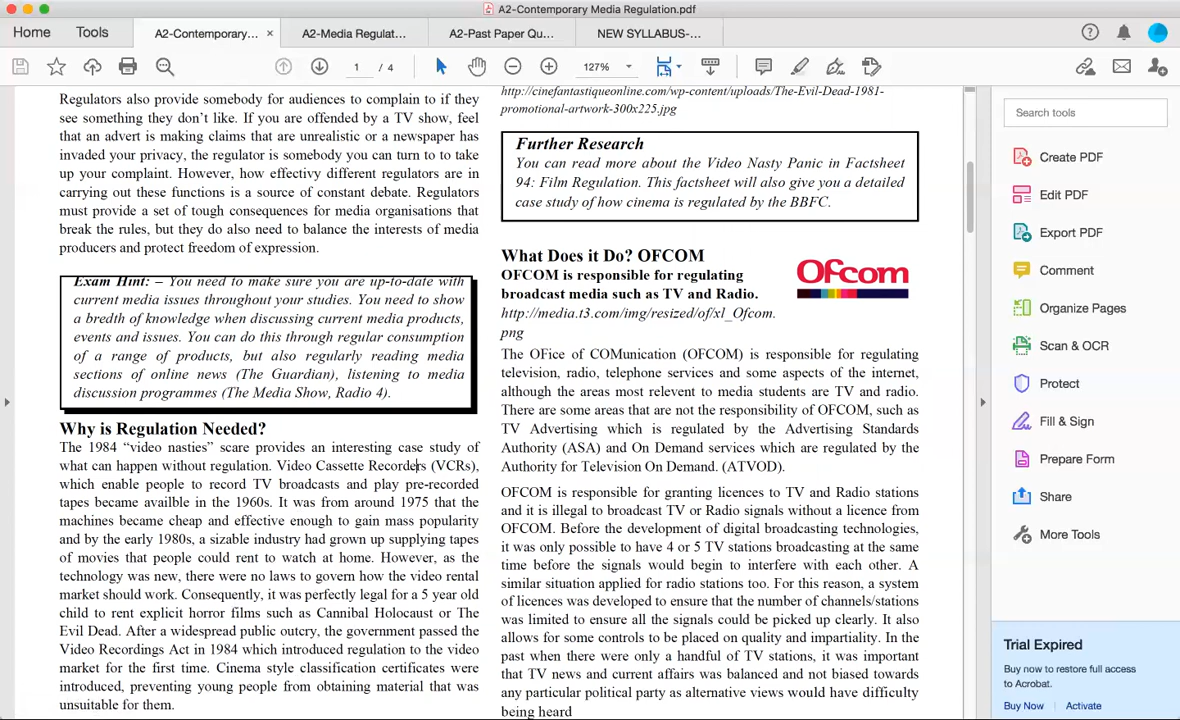 A2-Contemporary Media Regulation.pdf
Home
Tools
A2-Contemporary...
×
A2-Media Regulat...
A2-Past Paper Qu...
NEW SYLLABUS-...
1 / 4
127%
Regulators also provide somebody for audiences to complain to if they
see something they don't like. If you are offended by a TV show, feel
that an advert is making claims that are unrealistic or a newspaper has
invaded your privacy, the regulator is somebody you can turn to to take
up your complaint. However, how effectivy different regulators are in
carrying out these functions is a source of constant debate. Regulators
must provide a set of tough consequences for media organisations that
break the rules, but they do also need to balance the interests of media
producers and protect freedom of expression.
Exam Hint: – You need to make sure you are up-to-date with
current media issues throughout your studies. You need to show
a bredth of knowledge when discussing current media products,
events and issues. You can do this through regular consumption
of a range of products, but also regularly reading media
sections of online news (The Guardian), listening to media
discussion programmes (The Media Show, Radio 4).
Why is Regulation Needed?
The 1984 “video nasties” scare provides an interesting case study of
what can happen without regulation. Video Cassette Recorders (VCRs),
which enable people to record TV broadcasts and play pre-recorded
tapes became availble in the 1960s. It was from around 1975 that the
machines became cheap and effective enough to gain mass popularity
and by the early 1980s, a sizable industry had grown up supplying tapes
of movies that people could rent to watch at home. However, as the
technology was new, there were no laws to govern how the video rental
market should work. Consequently, it was perfectly legal for a 5 year old
child to rent explicit horror films such as Cannibal Holocaust or The
Evil Dead. After a widespread public outcry, the government passed the
Video Recordings Act in 1984 which introduced regulation to the video
market for the first time. Cinema style classification certificates were
introduced, preventing young people from obtaining material that was
unsuitable for them.
http://cinefantastiqueonline.com/wp-content/uploads/The-Evil-Dead-1981-
promotional-artwork-300x225.jpg
Further Research
You can read more about the Video Nasty Panic in Factsheet
94: Film Regulation. This factsheet will also give you a detailed
case study of how cinema is regulated by the BBFC.
What Does it Do? OFCOM
OFCOM is responsible for regulating
broadcast media such as TV and Radio.
http://media.t3.com/img/resized/of/xl_Ofcom.
png
Ofcom
The OFice of COMunication (OFCOM) is responsible for regulating
television, radio, telephone services and some aspects of the internet,
although the areas most relevent to media students are TV and radio.
There are some areas that are not the responsibility of OFCOM, such as
TV Advertising which is regulated by the Advertising Standards
Authority (ASA) and On Demand services which are regulated by the
Authority for Television On Demand. (ATVOD).
OFCOM is responsible for granting licences to TV and Radio stations
and it is illegal to broadcast TV or Radio signals without a licence from
OFCOM. Before the development of digital broadcasting technologies,
it was only possible to have 4 or 5 TV stations broadcasting at the same
time before the signals would begin to interfere with each other. A
similar situation applied for radio stations too. For this reason, a system
of licences was developed to ensure that the number of channels/stations
was limited to ensure all the signals could be picked up clearly. It also
allows for some controls to be placed on quality and impartiality. In the
past when there were only a handful of TV stations, it was important
that TV news and current affairs was balanced and not biased towards
any particular political party as alternative views would have difficulty
being heard
Search tools
Create PDF
Edit PDF
Export PDF
Comment
Organize Pages
Scan & OCR
Protect
Fill & Sign
Prepare Form
Share
More Tools
Trial Expired
Buy now to restore full access
to Acrobat.
Buy Now
Activate